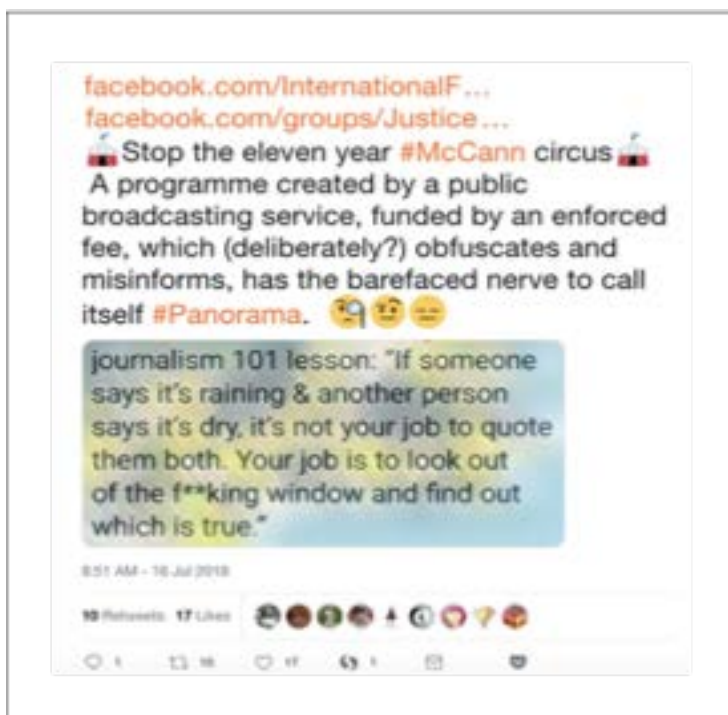 facebook.com/InternationalF...
facebook.com/groups/Justice...
Stop the eleven year #McCann circus
A programme created by a public
broadcasting service, funded by an enforced
fee, which (deliberately?) obfuscates and
misinforms, has the barefaced nerve to call
itself #Panorama.
journalism 101 lesson: "If someone
says it's raining & another person
says it's dry, it's not your job to quote
them both. Your job is to look out
of the f**king window and find out
which is true."
8:51 AM - 16 Jul 2018
10 Retweets 17 Likes
1 16 17 1